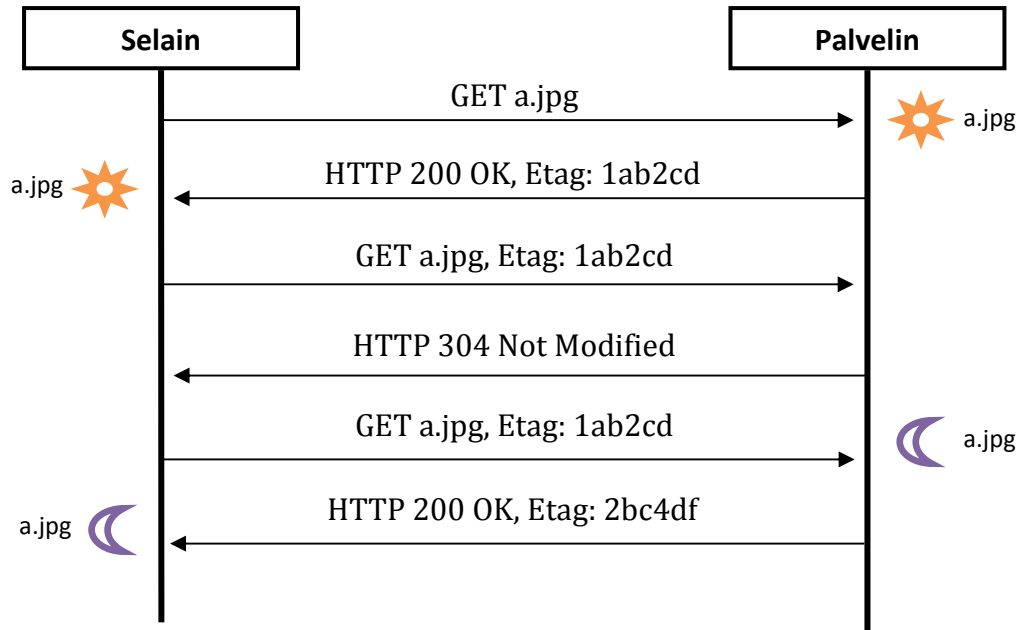 Selain
Palvelin
GET a.jpg
a.jpg
HTTP 200 OK, Etag: 1ab2cd
a.jpg
GET a.jpg, Etag: 1ab2cd
HTTP 304 Not Modified
GET a.jpg, Etag: 1ab2cd
a.jpg
HTTP 200 OK, Etag: 2bc4df
a.jpg